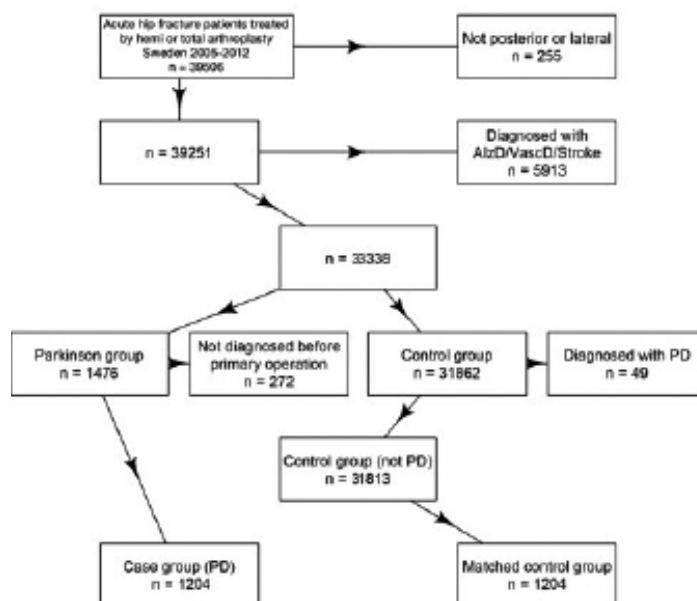 Acute hip fracture patients treated
by hemi or total arthroplasty
Sweden 2005-2012
n = 39506
Not posterior or lateral
n = 255
n = 39251
Diagnosed with
AlzD/VascD/Stroke
n = 5913
n = 33338
Parkinson group
n = 1476
Not diagnosed before
primary operation
n = 272
Control group
n = 31862
Diagnosed with PD
n = 49
Control group (not PD)
n = 31813
Case group (PD)
n = 1204
Matched control group
n = 1204